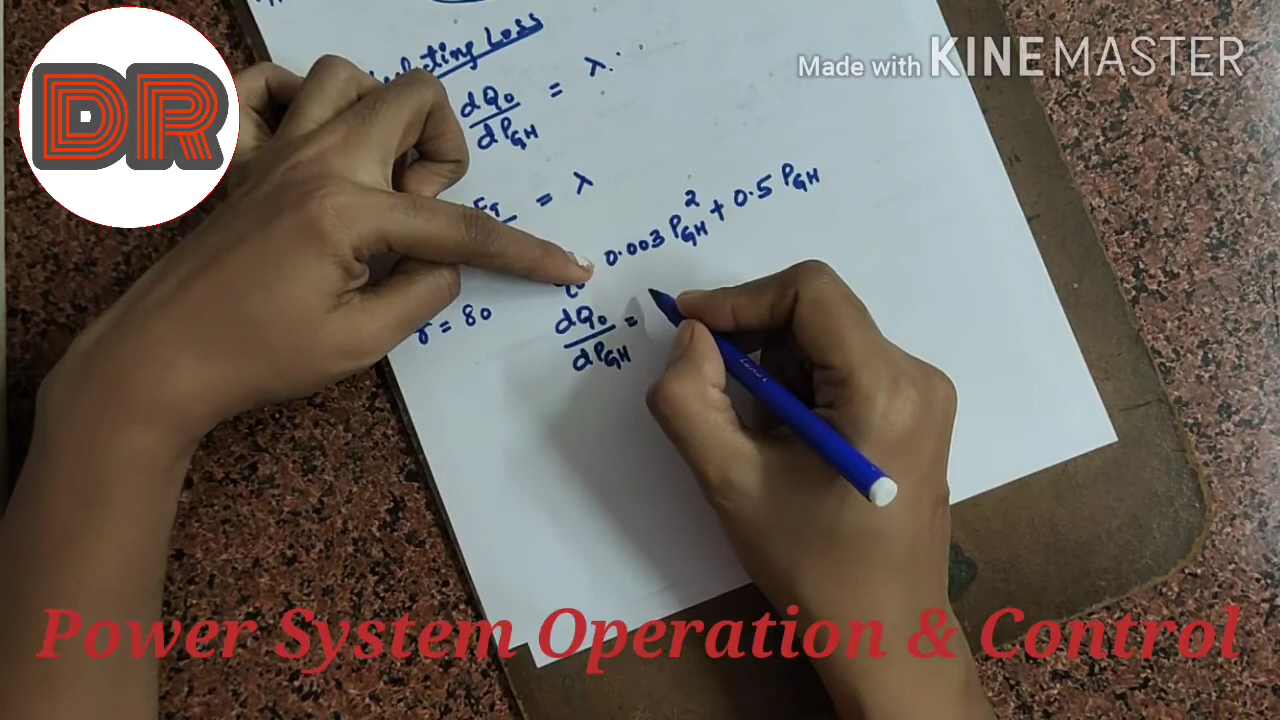 DR
Made with KINEMASTER
Loss
dQ₀/dP_GH = λ.
= λ
0.003 P_GH² + 0.5 P_GH
γ = 80
dQ₀/dP_GH =
Power System Operation & Control